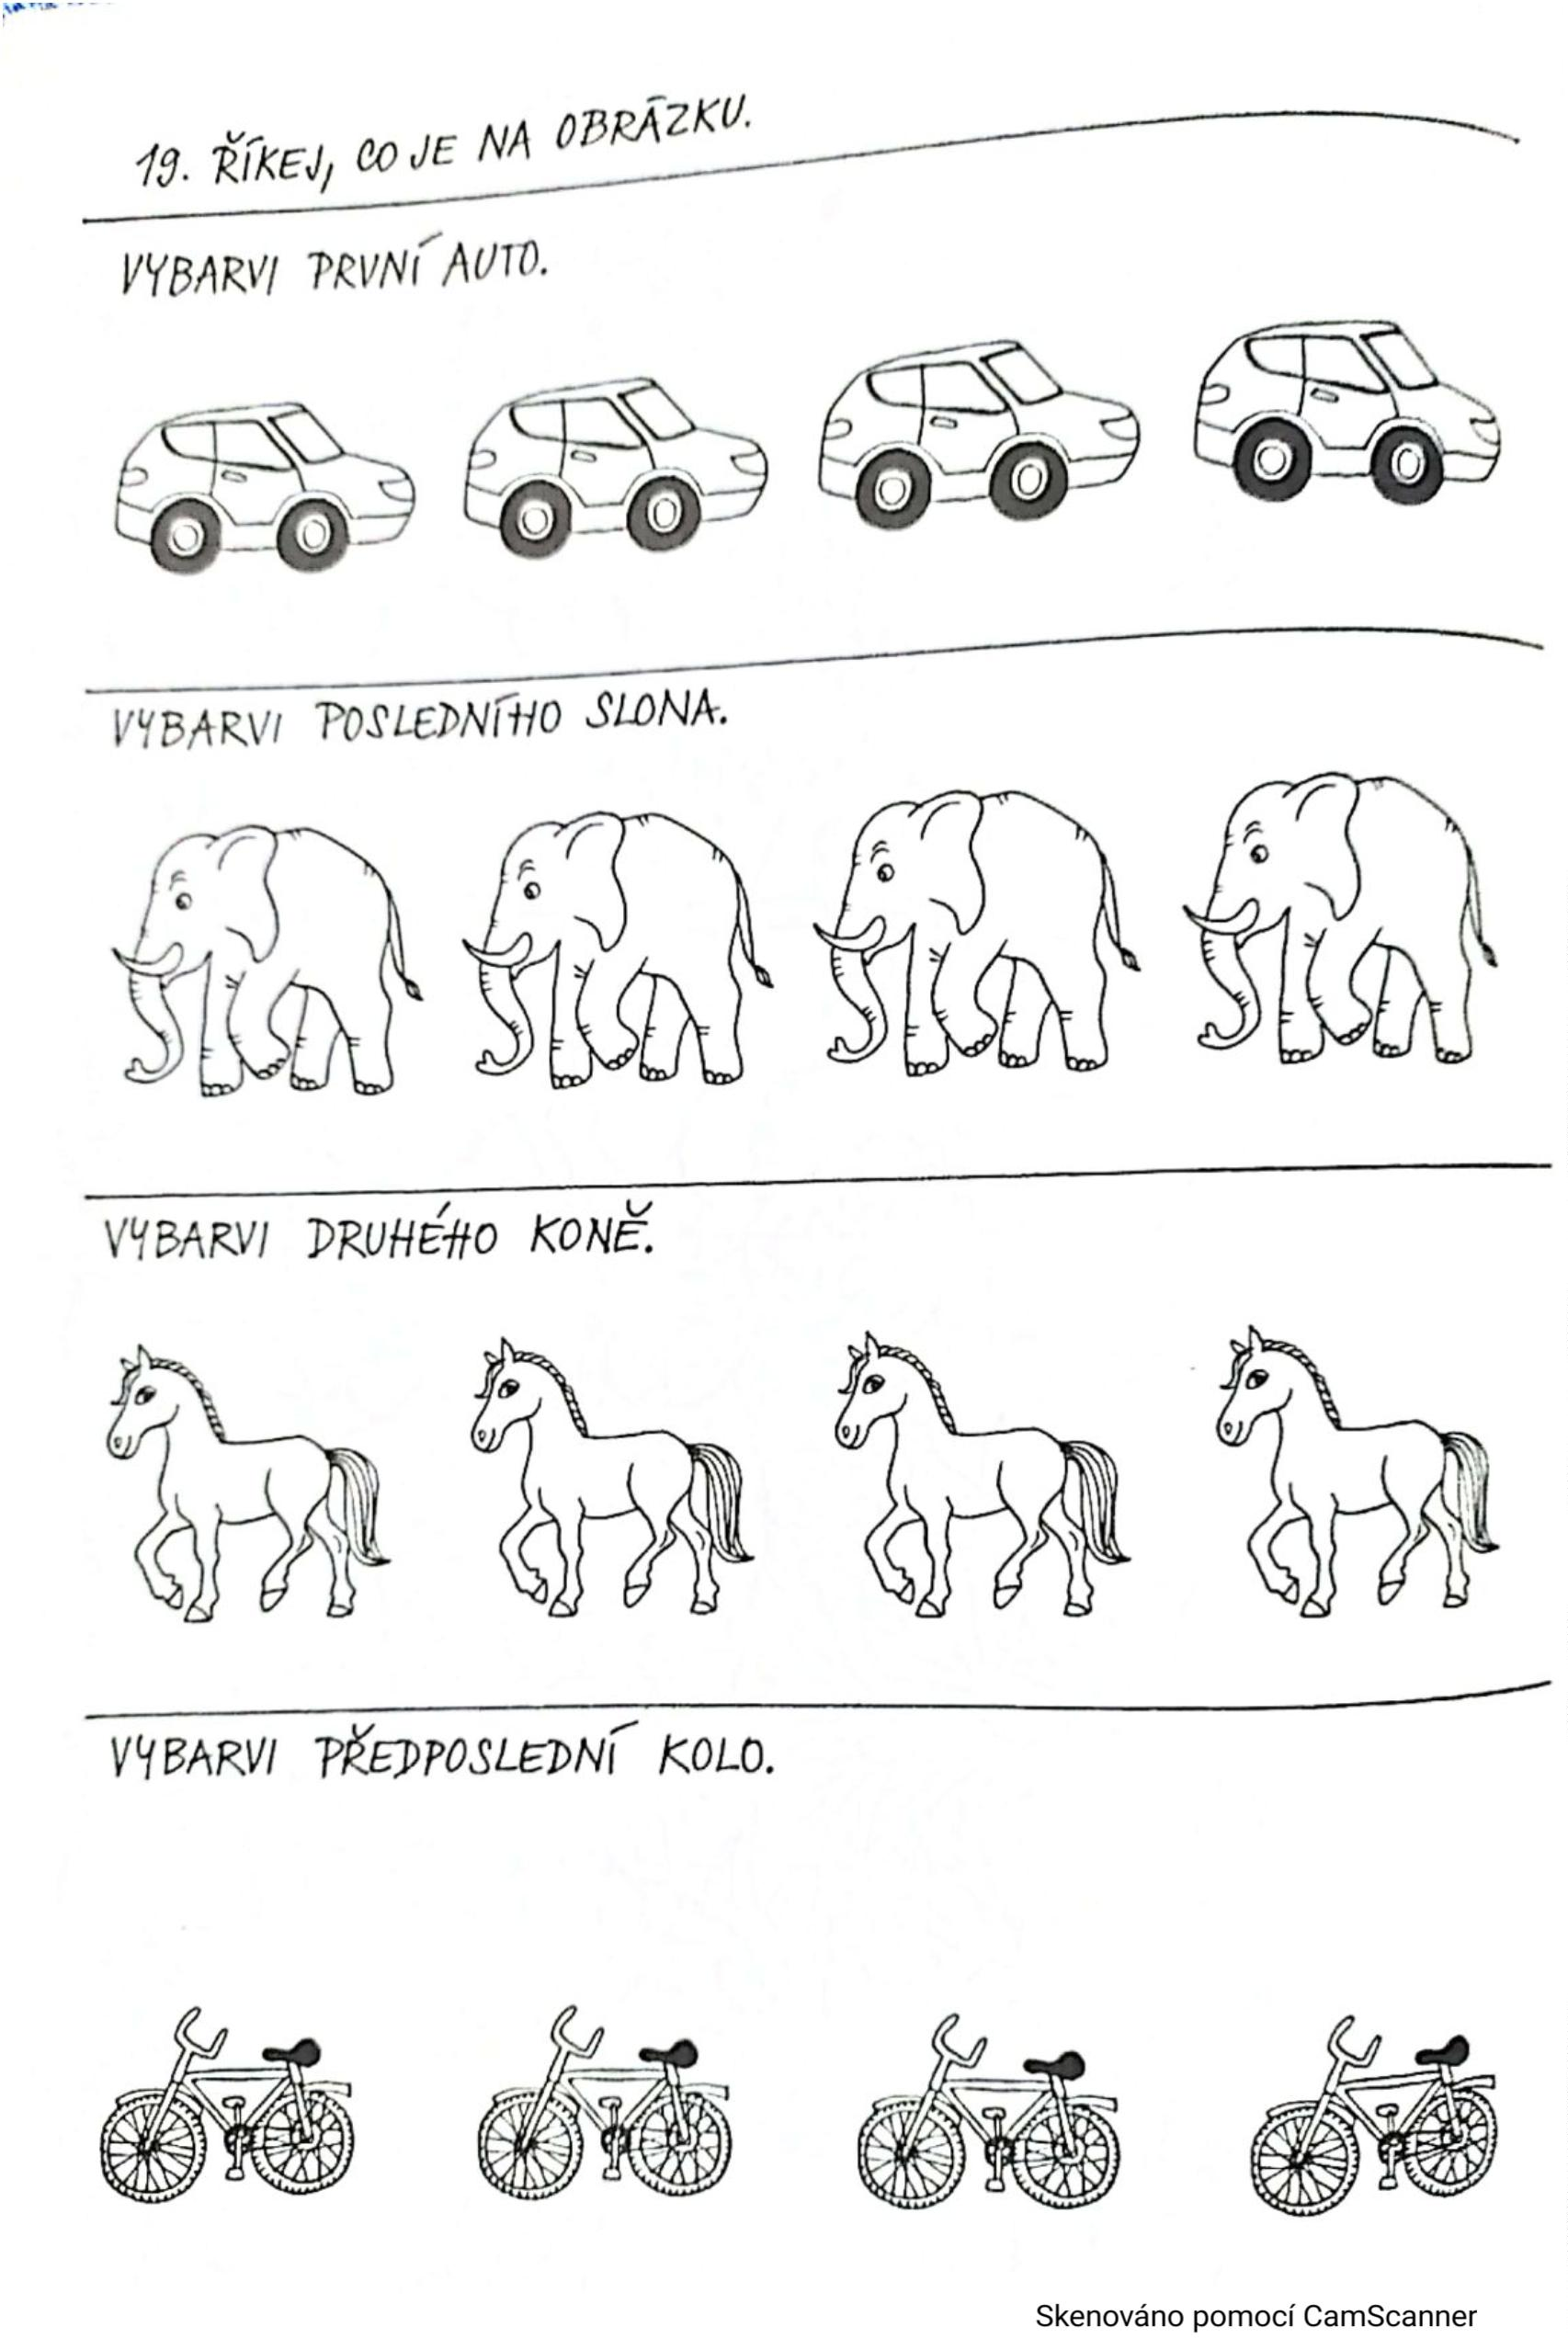 19. ŘÍKEJ, CO JE NA OBRÁZKU.
VYBARVI PRVNÍ AUTO.
VYBARVI POSLEDNÍHO SLONA.
VYBARVI DRUHÉHO KONĚ.
VYBARVI PŘEDPOSLEDNÍ KOLO.
Skenováno pomocí CamScanner